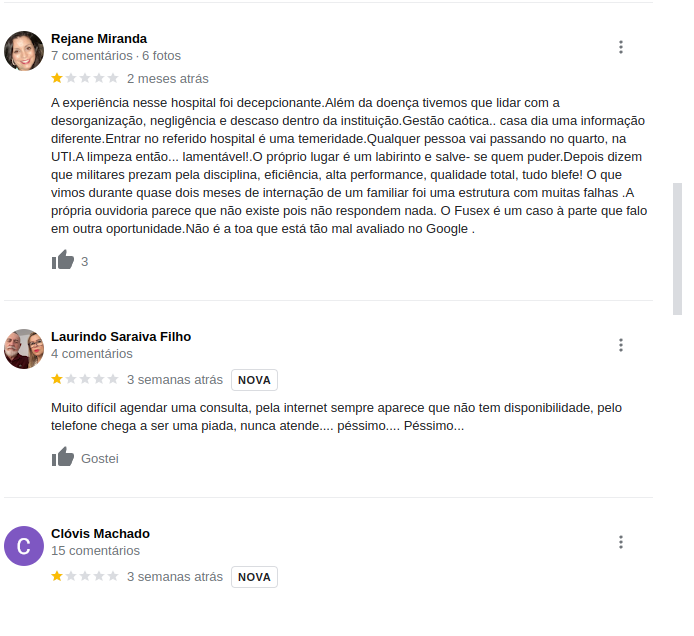 Rejane Miranda
7 comentários · 6 fotos
2 meses atrás
A experiência nesse hospital foi decepcionante.Além da doença tivemos que lidar com a
desorganização, negligência e descaso dentro da instituição.Gestão caótica.. casa dia uma informação
diferente.Entrar no referido hospital é uma temeridade.Qualquer pessoa vai passando no quarto, na
UTI.A limpeza então... lamentável!.O próprio lugar é um labirinto e salve- se quem puder.Depois dizem
que militares prezam pela disciplina, eficiência, alta performance, qualidade total, tudo blefe! O que
vimos durante quase dois meses de internação de um familiar foi uma estrutura com muitas falhas .A
própria ouvidoria parece que não existe pois não respondem nada. O Fusex é um caso à parte que falo
em outra oportunidade.Não é a toa que está tão mal avaliado no Google .
3
Laurindo Saraiva Filho
4 comentários
3 semanas atrás NOVA
Muito difícil agendar uma consulta, pela internet sempre aparece que não tem disponibilidade, pelo
telefone chega a ser uma piada, nunca atende.... péssimo.... Péssimo...
Gostei
C
Clóvis Machado
15 comentários
3 semanas atrás NOVA